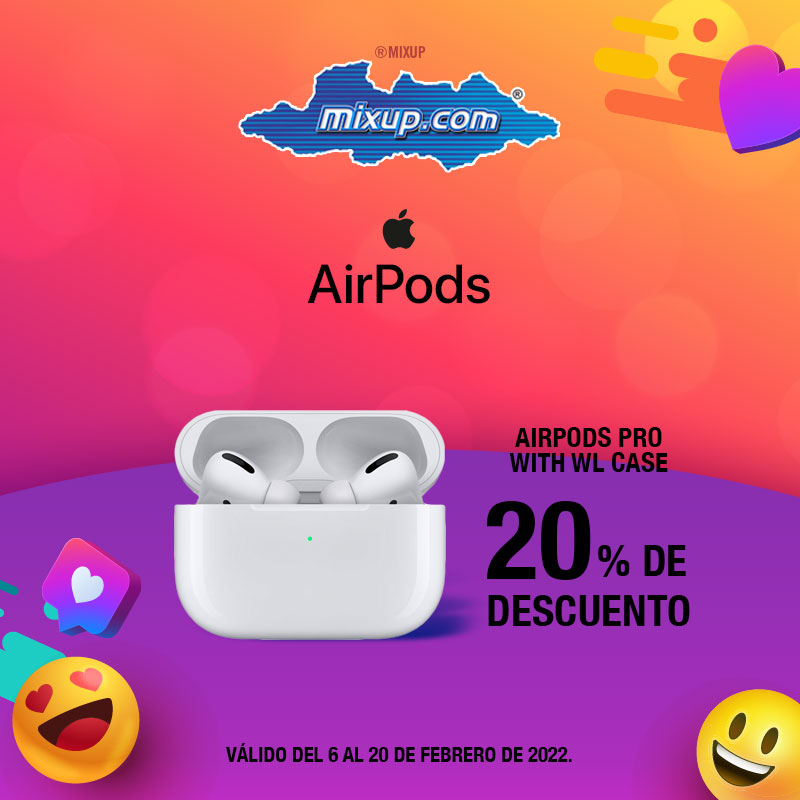 ®MIXUP
mixup.com®
AirPods
AIRPODS PRO
WITH WL CASE
20% DE
DESCUENTO
VÁLIDO DEL 6 AL 20 DE FEBRERO DE 2022.